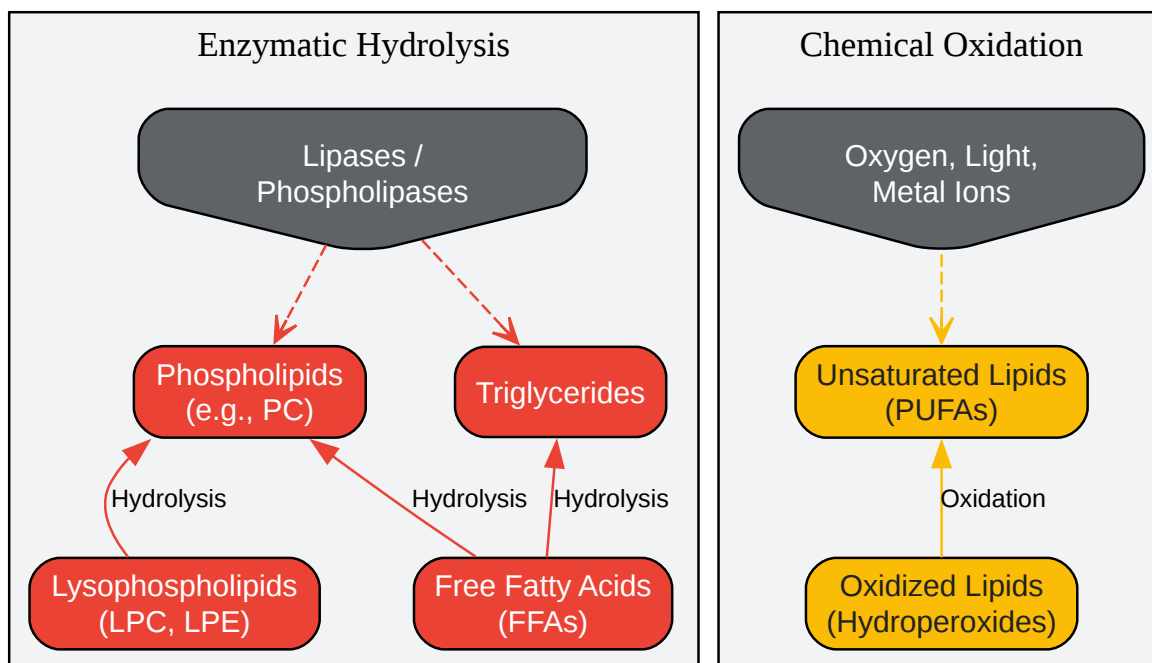 Enzymatic Hydrolysis
Lipases /
Phospholipases
Phospholipids
(e.g., PC)
Triglycerides
Hydrolysis
Hydrolysis
Hydrolysis
Lysophospholipids
(LPC, LPE)
Free Fatty Acids
(FFAs)
Chemical Oxidation
Oxygen, Light,
Metal Ions
Unsaturated Lipids
(PUFAs)
Oxidation
Oxidized Lipids
(Hydroperoxides)